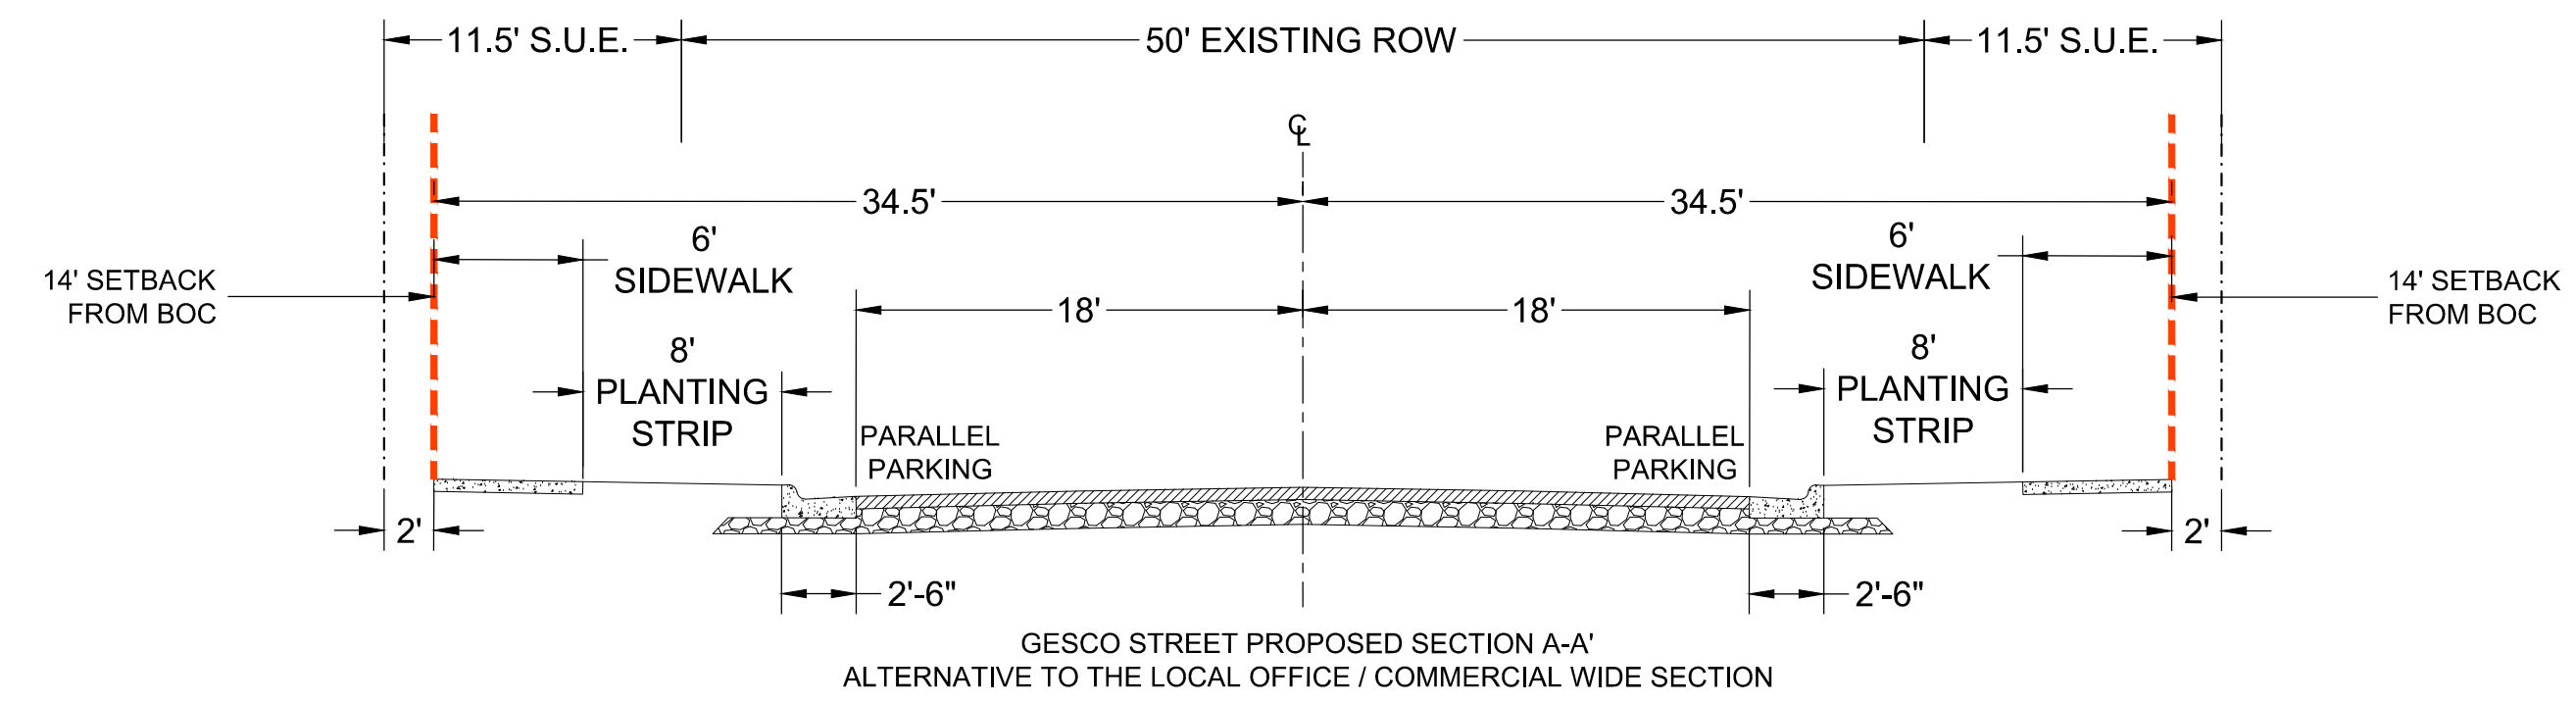 11.5' S.U.E.
50' EXISTING ROW
11.5' S.U.E.
℄
34.5'
34.5'
6'
SIDEWALK
6'
SIDEWALK
14' SETBACK
FROM BOC
14' SETBACK
FROM BOC
18'
18'
8'
PLANTING
STRIP
8'
PLANTING
STRIP
PARALLEL
PARKING
PARALLEL
PARKING
2'
2'
2'-6"
2'-6"
GESCO STREET PROPOSED SECTION A-A'
ALTERNATIVE TO THE LOCAL OFFICE / COMMERCIAL WIDE SECTION